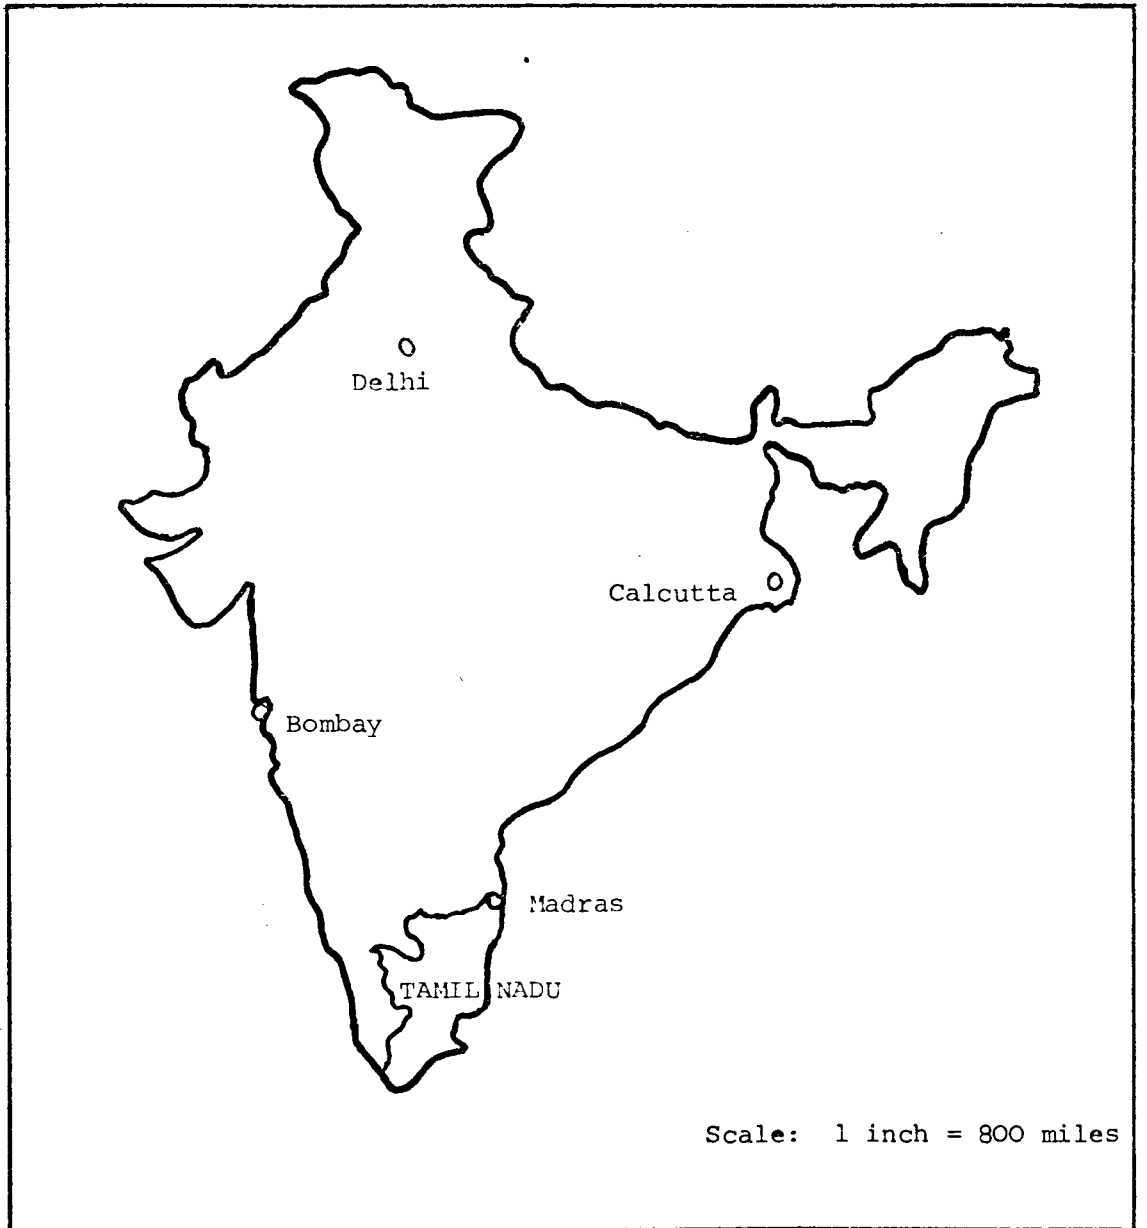 Delhi
Calcutta
Bombay
Madras
TAMIL NADU
Scale: 1 inch = 800 miles